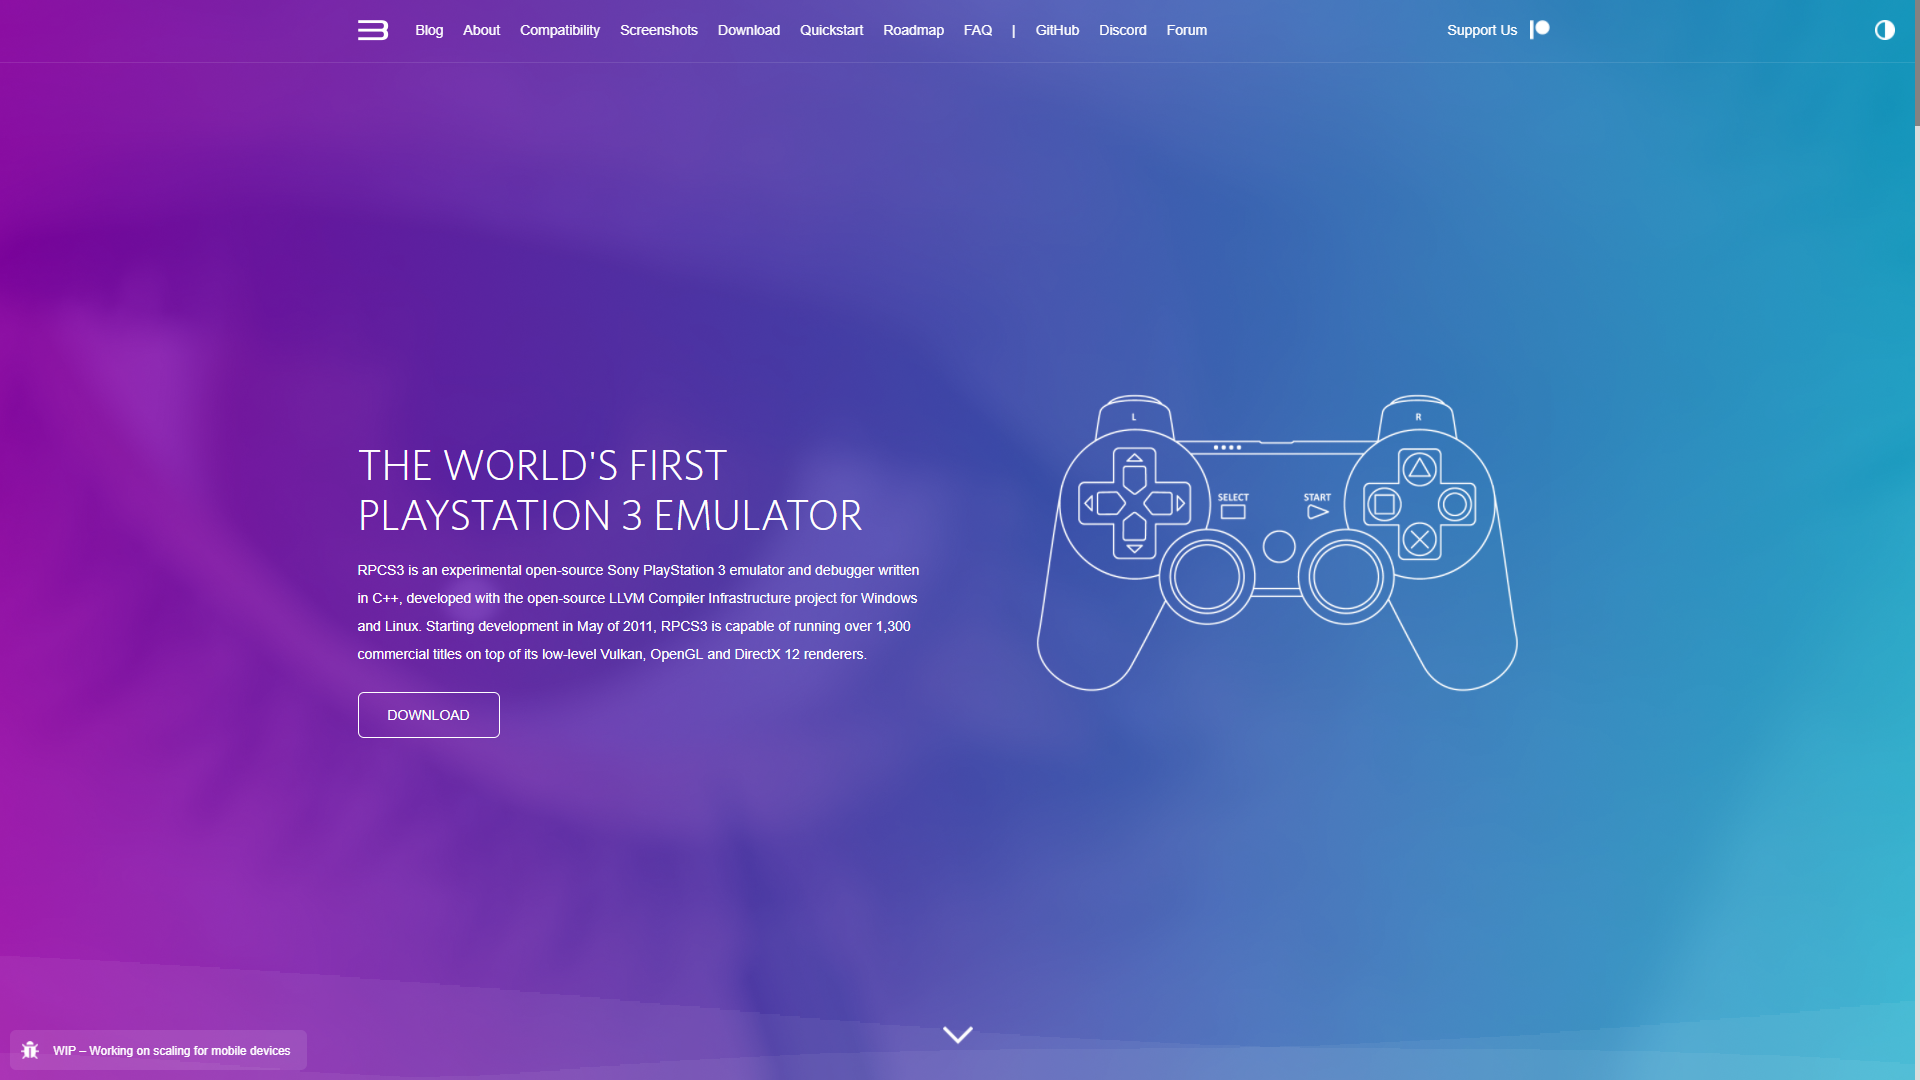 Blog About Compatibility Screenshots Download Quickstart Roadmap FAQ | GitHub Discord Forum Support Us
L R
SELECT START
THE WORLD'S FIRST
PLAYSTATION 3 EMULATOR
RPCS3 is an experimental open-source Sony PlayStation 3 emulator and debugger written
in C++, developed with the open-source LLVM Compiler Infrastructure project for Windows
and Linux. Starting development in May of 2011, RPCS3 is capable of running over 1,300
commercial titles on top of its low-level Vulkan, OpenGL and DirectX 12 renderers.
DOWNLOAD
WIP – Working on scaling for mobile devices